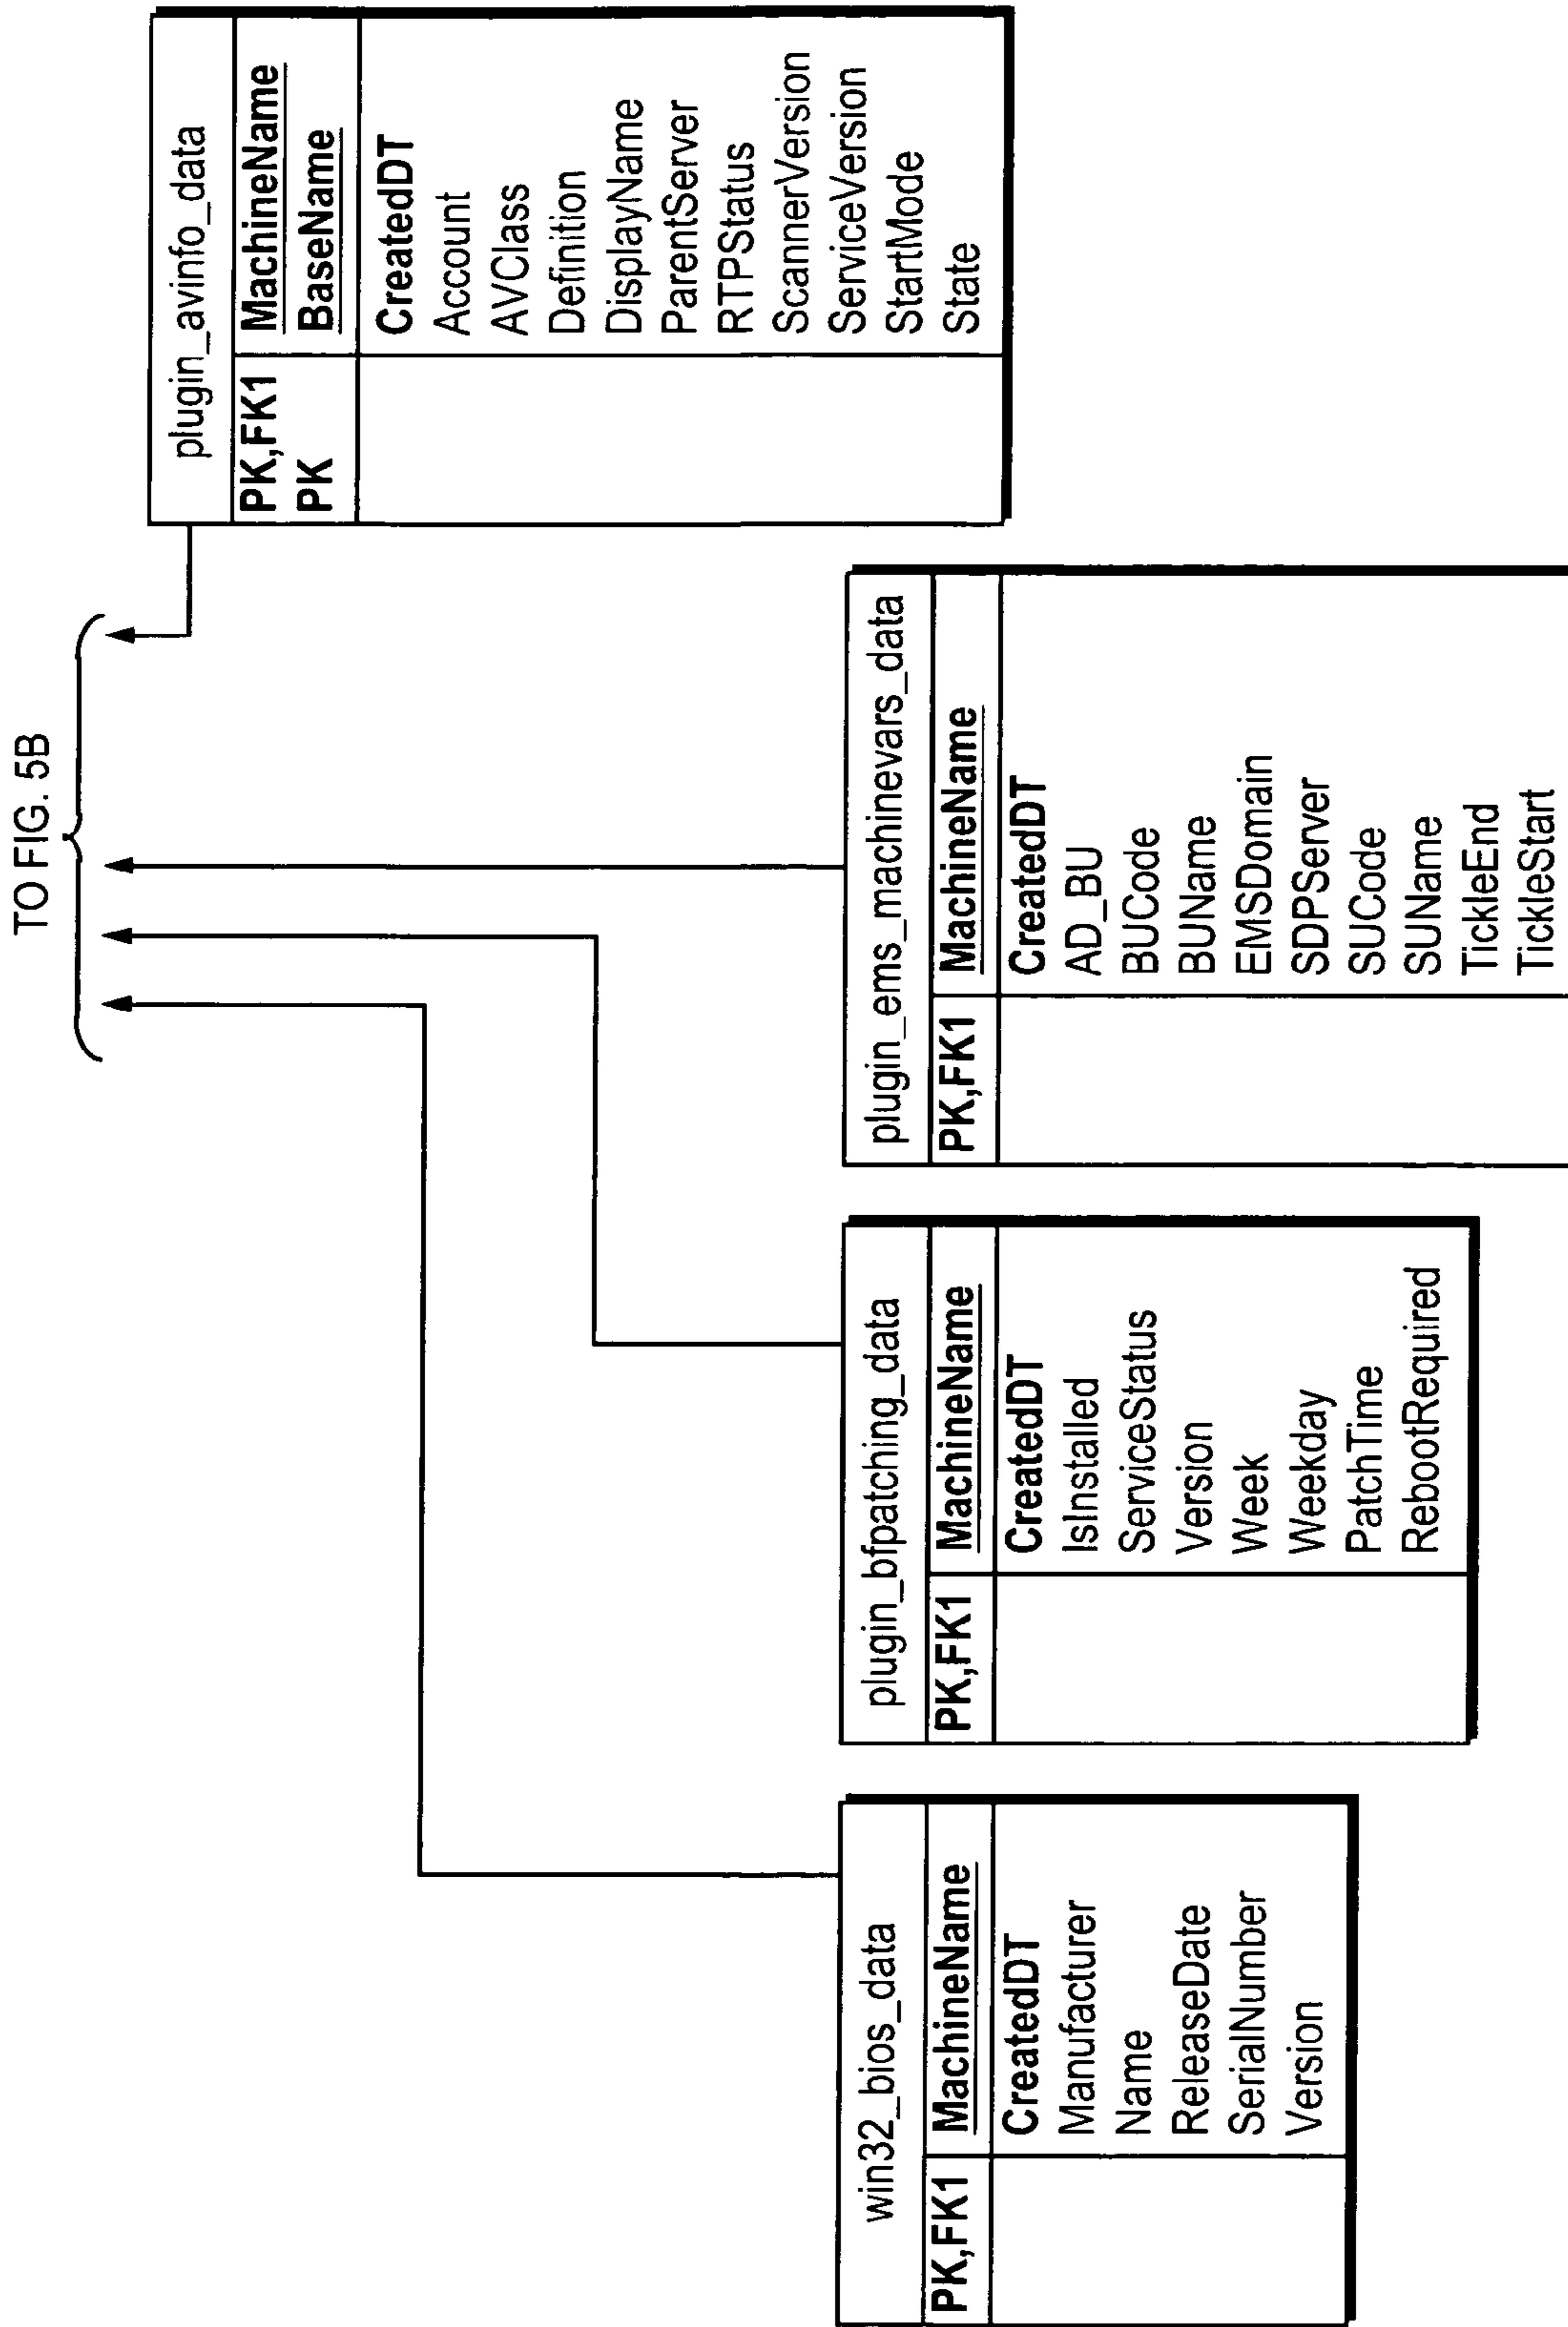 TO FIG. 5B
win32_bios_data
PK,FK1 MachineName
CreatedDT
Manufacturer
Name
ReleaseDate
SerialNumber
Version
plugin_bfpatching_data
PK,FK1 MachineName
CreatedDT
IsInstalled
ServiceStatus
Version
Week
Weekday
PatchTime
RebootRequired
plugin_ems_machinevars_data
PK,FK1 MachineName
CreatedDT
AD_BU
BUCode
BUName
EMSDomain
SDPServer
SUCode
SUName
TickleEnd
TickleStart
plugin_avinfo_data
PK,FK1 MachineName
PK BaseName
CreatedDT
Account
AVClass
Definition
DisplayName
ParentServer
RTPStatus
ScannerVersion
ServiceVersion
StartMode
State